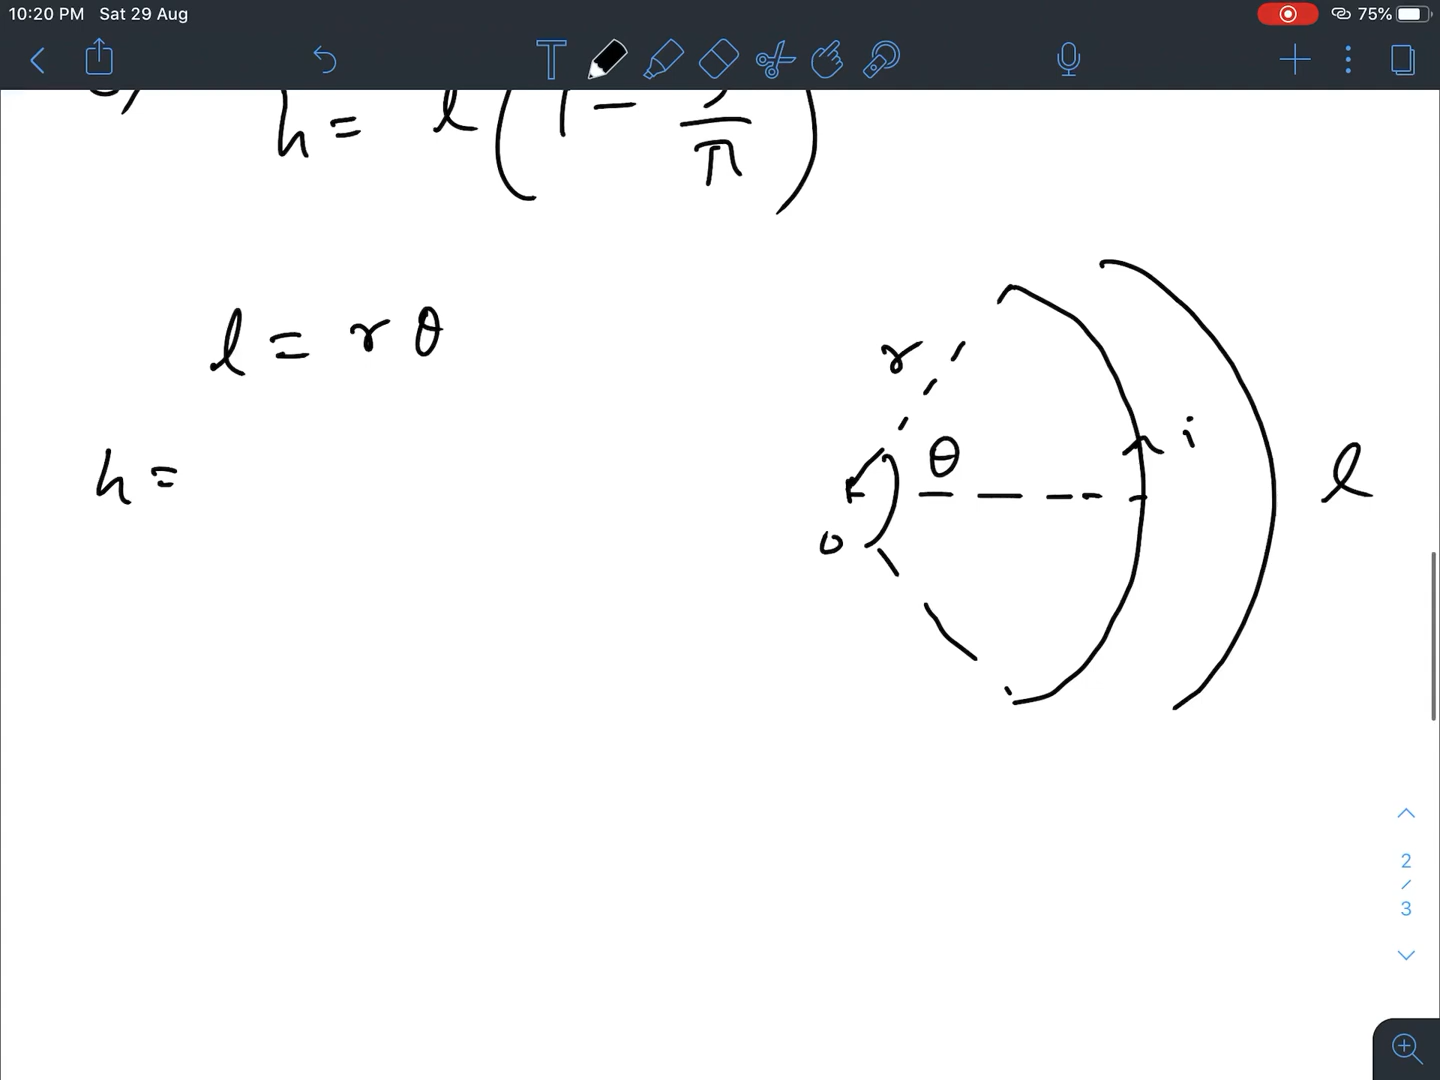 10:20 PM Sat 29 Aug
75%
T
h = l(1 - /π)
l = rθ
h =
r
θ
i
o
l
2
/
3